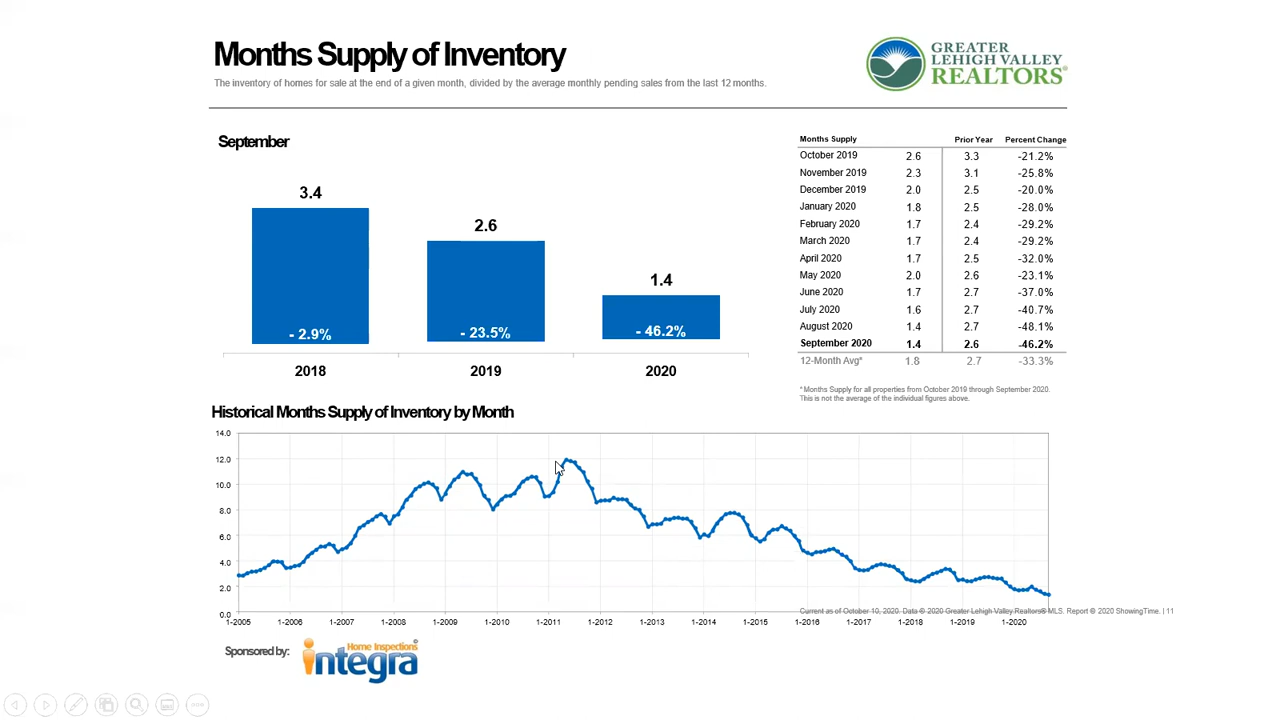 Months Supply of Inventory
The inventory of homes for sale at the end of a given month, divided by the average monthly pending sales from the last 12 months.
GREATER
LEHIGH VALLEY
REALTORS®
September
3.4
2.6
1.4
- 2.9%
- 23.5%
- 46.2%
2018 2019 2020
Months Supply Prior Year Percent Change
October 2019 2.6 3.3 -21.2%
November 2019 2.3 3.1 -25.8%
December 2019 2.0 2.5 -20.0%
January 2020 1.8 2.5 -28.0%
February 2020 1.7 2.4 -29.2%
March 2020 1.7 2.4 -29.2%
April 2020 1.7 2.5 -32.0%
May 2020 2.0 2.6 -23.1%
June 2020 1.7 2.7 -37.0%
July 2020 1.6 2.7 -40.7%
August 2020 1.4 2.7 -48.1%
September 2020 1.4 2.6 -46.2%
12-Month Avg* 1.8 2.7 -33.3%
* Months Supply for all properties from October 2019 through September 2020.
This is not the average of the individual figures above.
Historical Months Supply of Inventory by Month
14.0
12.0
10.0
8.0
6.0
4.0
2.0
0.0
1-2005 1-2006 1-2007 1-2008 1-2009 1-2010 1-2011 1-2012 1-2013 1-2014 1-2015 1-2016 1-2017 1-2018 1-2019 1-2020
Current as of October 10, 2020. Data © 2020 Greater Lehigh Valley Realtors® MLS. Report © 2020 ShowingTime. | 11
Sponsored by:
Home Inspections®
integra